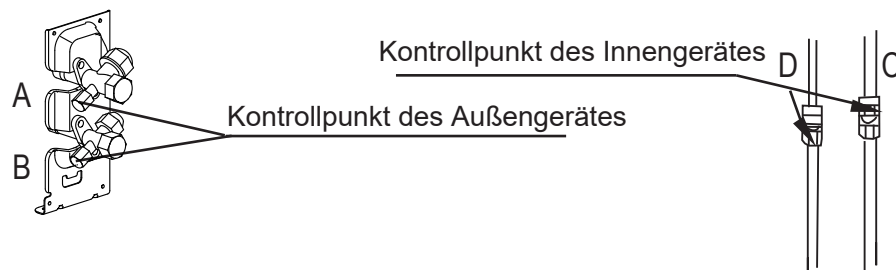 Kontrollpunkt des Innengerätes
D
C
A
Kontrollpunkt des Außengerätes
B